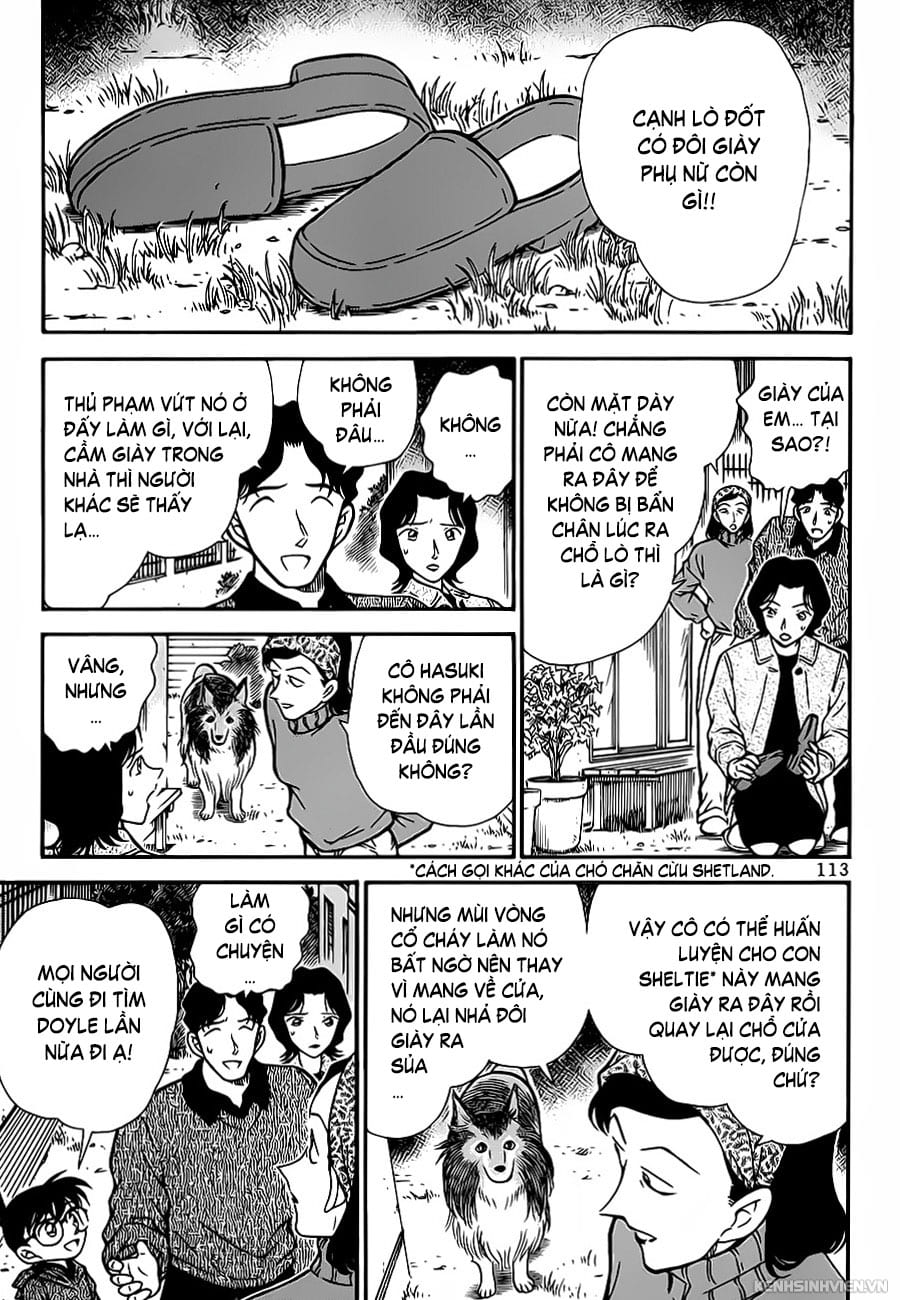 CẠNH LÒ ĐỐT
CÓ ĐÔI GIÀY
PHỤ NỮ CÒN
GÌ!!
GIÀY CỦA
EM... TẠI
SAO?!
CÒN MẶT DÀY
NỮA! CHẲNG
PHẢI CÔ MANG
RA ĐÂY ĐỂ
KHÔNG BỊ BẨN
CHÂN LÚC RA
CHỖ LÒ THÌ
LÀ GÌ?
KHÔNG
...
KHÔNG
PHẢI
ĐÂU...
THỦ PHẠM VỨT NÓ Ở
ĐẤY LÀM GÌ, VỚI LẠI,
CẦM GIÀY TRONG
NHÀ THÌ NGƯỜI
KHÁC SẼ THẤY
LẠ...
CÔ HASUKI
KHÔNG PHẢI
ĐẾN ĐÂY LẦN
ĐẦU ĐÚNG
KHÔNG?
VÂNG,
NHƯNG
...
*CÁCH GỌI KHÁC CỦA CHÓ CHĂN CỪU SHETLAND.
113
VẬY CÔ CÓ THỂ HUẤN
LUYỆN CHO CON
SHELTIE* NÀY MANG
GIÀY RA ĐÂY RỒI
QUAY LẠI CHỔ CỬA
ĐƯỢC, ĐÚNG
CHỨ?
NHƯNG MÙI VÒNG
CỔ CHÁY LÀM NÓ
BẤT NGỜ NÊN THAY
VÌ MANG VỀ CỬA,
NÓ LẠI NHẢ ĐÔI
GIÀY RA
SỦA
...
LÀM
GÌ CÓ
CHUYỆN
...
MỌI NGƯỜI
CÙNG ĐI TÌM
DOYLE LẦN
NỮA ĐI Ạ!
KENHSINHVIEN.VN